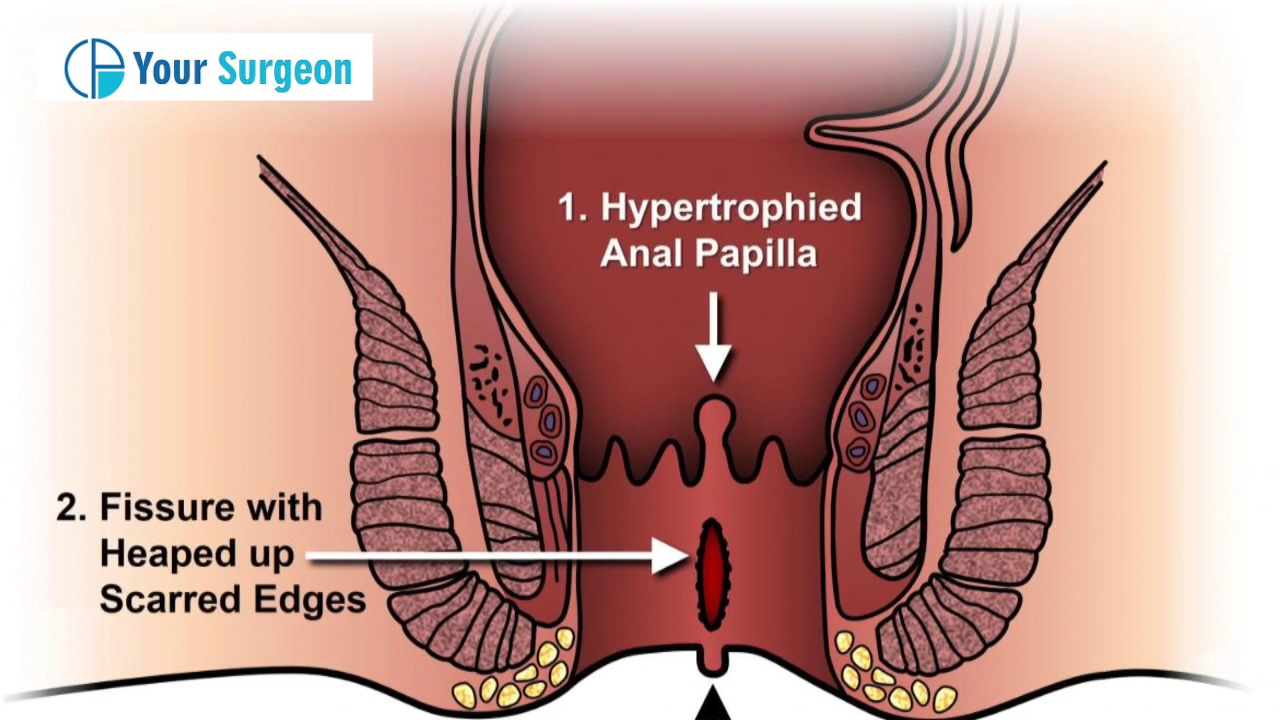 Your Surgeon
1. Hypertrophied
Anal Papilla
2. Fissure with
Heaped up
Scarred Edges